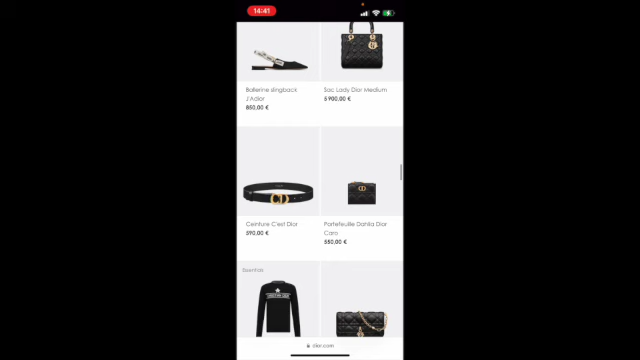 14:41
Ballerine slingback
J'Adior
850,00 €
Sac Lady Dior Medium
5 900,00 €
Ceinture C'est Dior
590,00 €
Portefeuille Dahlia Dior
Caro
550,00 €
Essentials
dior.com